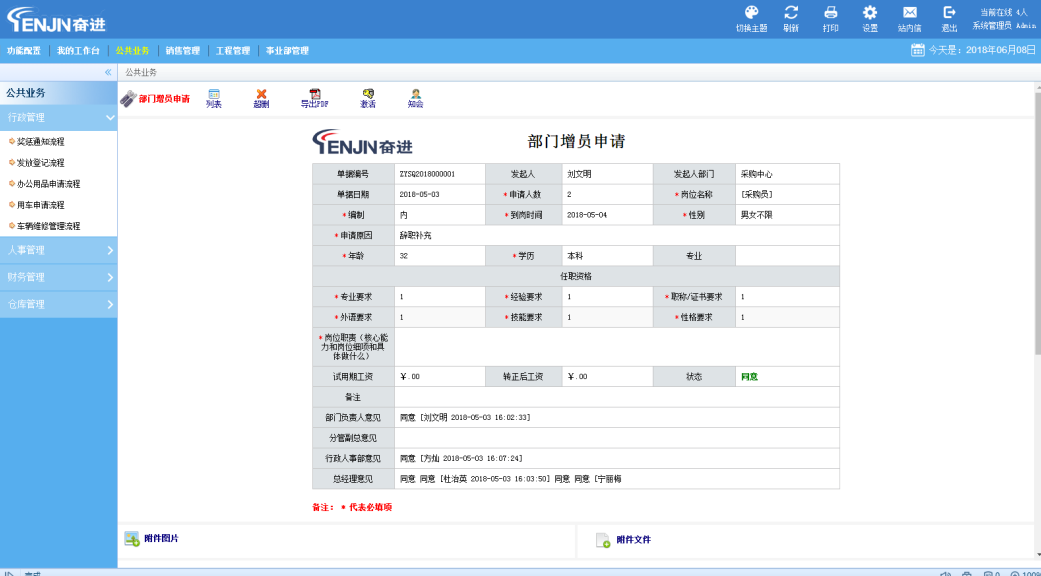 ENJIN奋进
切换主题 刷新 打印 设置 站内信 退出
当前在线 4人
系统管理员 Admin
功能配置 我的工作台 公共业务 销售管理 工程管理 事业部管理
今天是：2018年06月08日
« 公共业务
公共业务
行政管理
奖惩通知流程
发放登记流程
办公用品申请流程
用车申请流程
车辆维修管理流程
人事管理
财务管理
仓库管理
部门增员申请 列表 超删 导出PDF 激活 知会
ENJIN奋进 部门增员申请
单据编号 ZYSQ2018000001 发起人 刘文明 发起人部门 采购中心
单据日期 2018-05-03 *申请人数 2 *岗位名称 [采购员]
*编制 内 *到岗时间 2018-05-04 *性别 男女不限
*申请原因 辞职补充
*年龄 32 *学历 本科 专业
任职资格
*专业要求 1 *经验要求 1 *职称/证书要求 1
*外语要求 1 *技能要求 1 *性格要求 1
*岗位职责（核心能
力和岗位细项和具
体做什么）
试用期工资 ￥.00 转正后工资 ￥.00 状态 同意
备注
部门负责人意见 同意 [刘文明 2018-05-03 16:02:33]
分管副总意见
行政人事部意见 同意 [方灿 2018-05-03 16:07:24]
总经理意见 同意 同意 [杜治英 2018-05-03 16:03:50] 同意 同意 [宁丽梅
备注： * 代表必填项
附件图片 附件文件